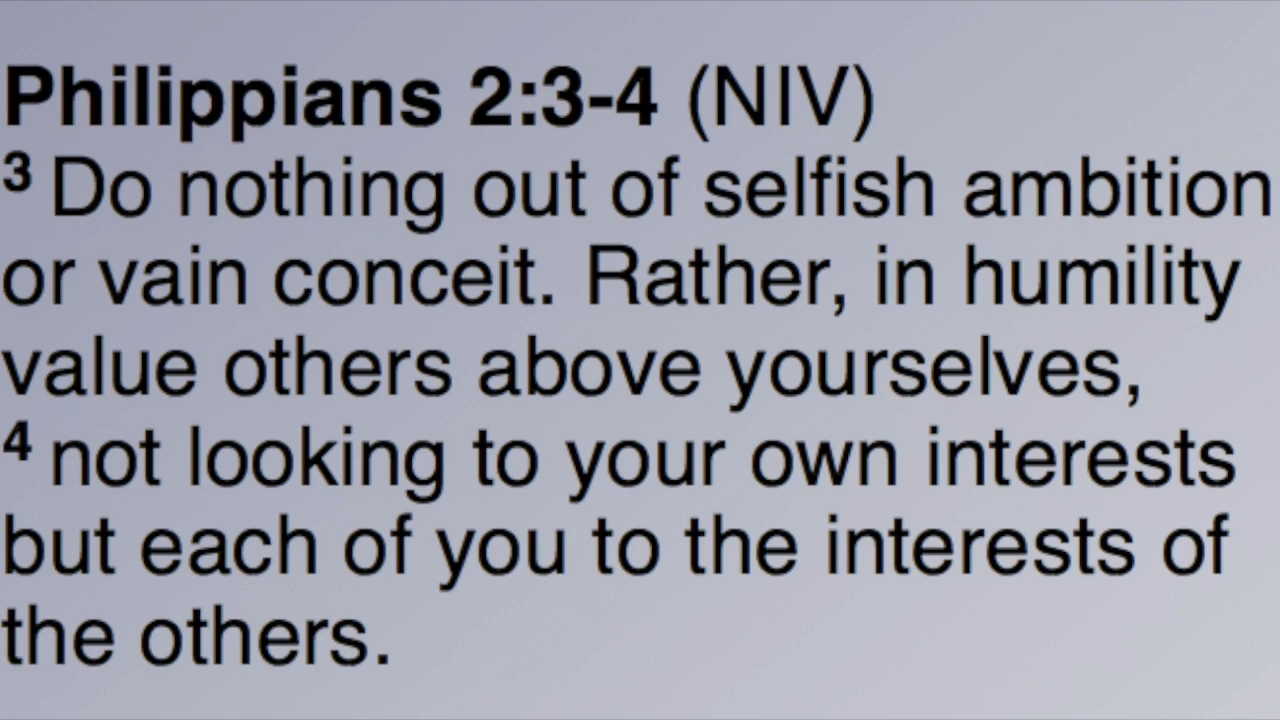 Philippians 2:3-4 (NIV)
3 Do nothing out of selfish ambition
or vain conceit. Rather, in humility
value others above yourselves,
4 not looking to your own interests
but each of you to the interests of
the others.